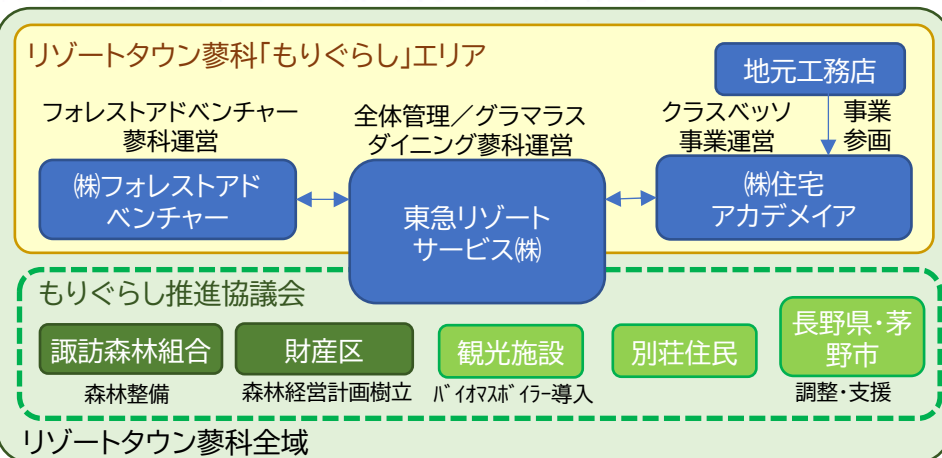 リゾートタウン蓼科「もりぐらし」エリア
地元工務店
フォレストアドベンチャー
蓼科運営
全体管理／グラマラス
ダイニング蓼科運営
クラスベッソ
事業運営
事業
参画
㈱フォレストアド
ベンチャー
東急リゾート
サービス㈱
㈱住宅
アカデメイア
もりぐらし推進協議会
諏訪森林組合
森林整備
財産区
森林経営計画樹立
観光施設
ﾊﾞｲｵﾏｽﾎﾞｲﾗｰ導入
別荘住民
長野県・茅
野市
調整・支援
リゾートタウン蓼科全域